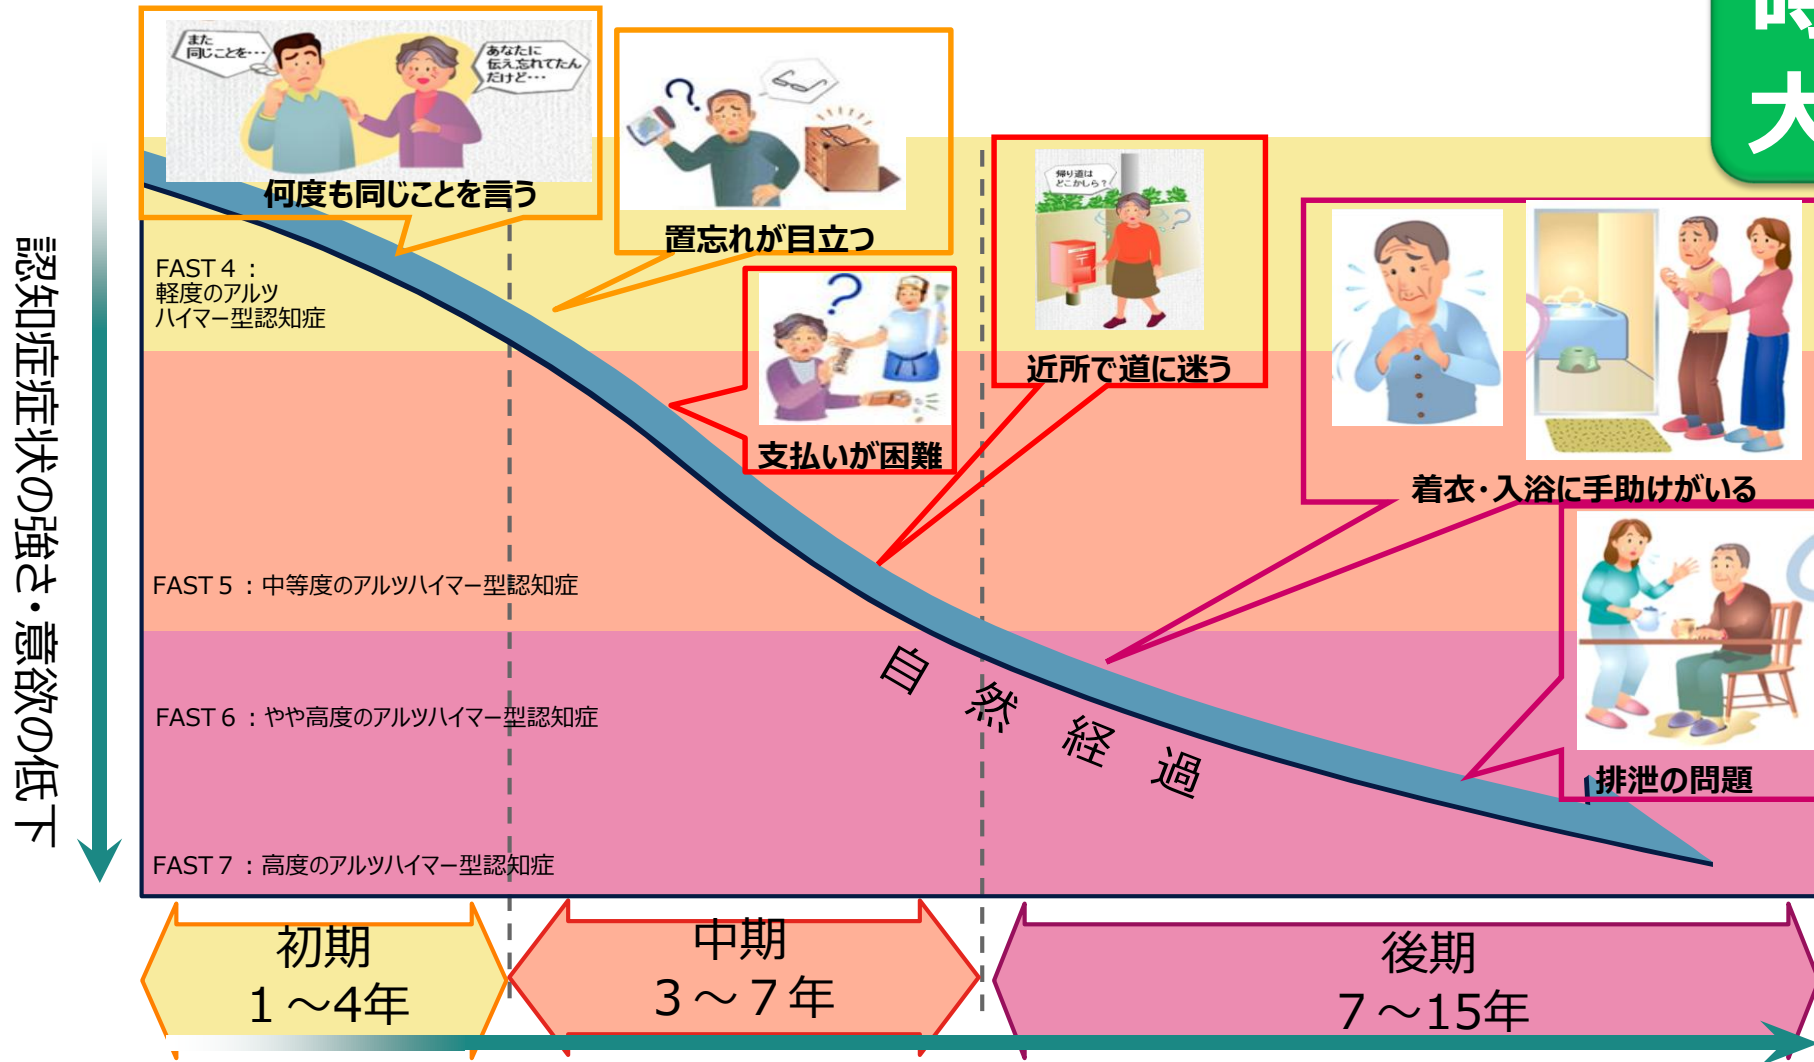 また
同じことを…
あなたに
伝え忘れてたん
だけど…
何度も同じことを言う
置忘れが目立つ
帰り道は
どこかしら?
近所で道に迷う
支払いが困難
着衣・入浴に手助けがいる
排泄の問題
認知症症状の強さ・意欲の低下
FAST４：
軽度のアルツ
ハイマー型認知症
FAST５：中等度のアルツハイマー型認知症
FAST６：やや高度のアルツハイマー型認知症
FAST７：高度のアルツハイマー型認知症
自然経過
初期
１～4年
中期
３～７年
後期
７～15年